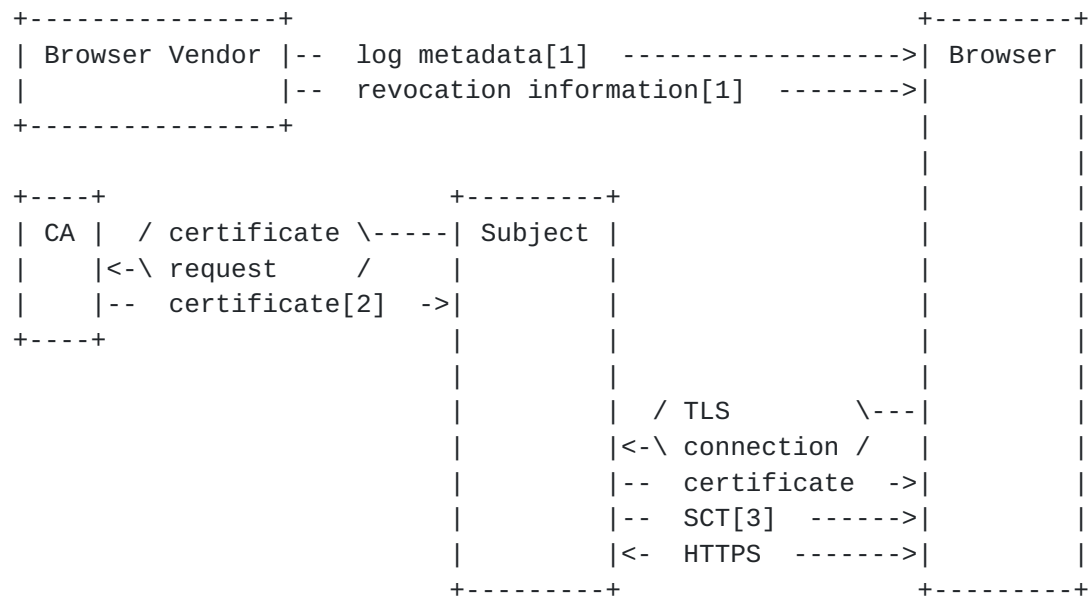 Browser Vendor -- log metadata[1] ------------------> Browser
-- revocation information[1] -------->
CA / certificate \-----| Subject
<-\ request /
-- certificate[2] ->
/ TLS \---
<-\ connection /
-- certificate ->
-- SCT[3] ------>
<- HTTPS ------->